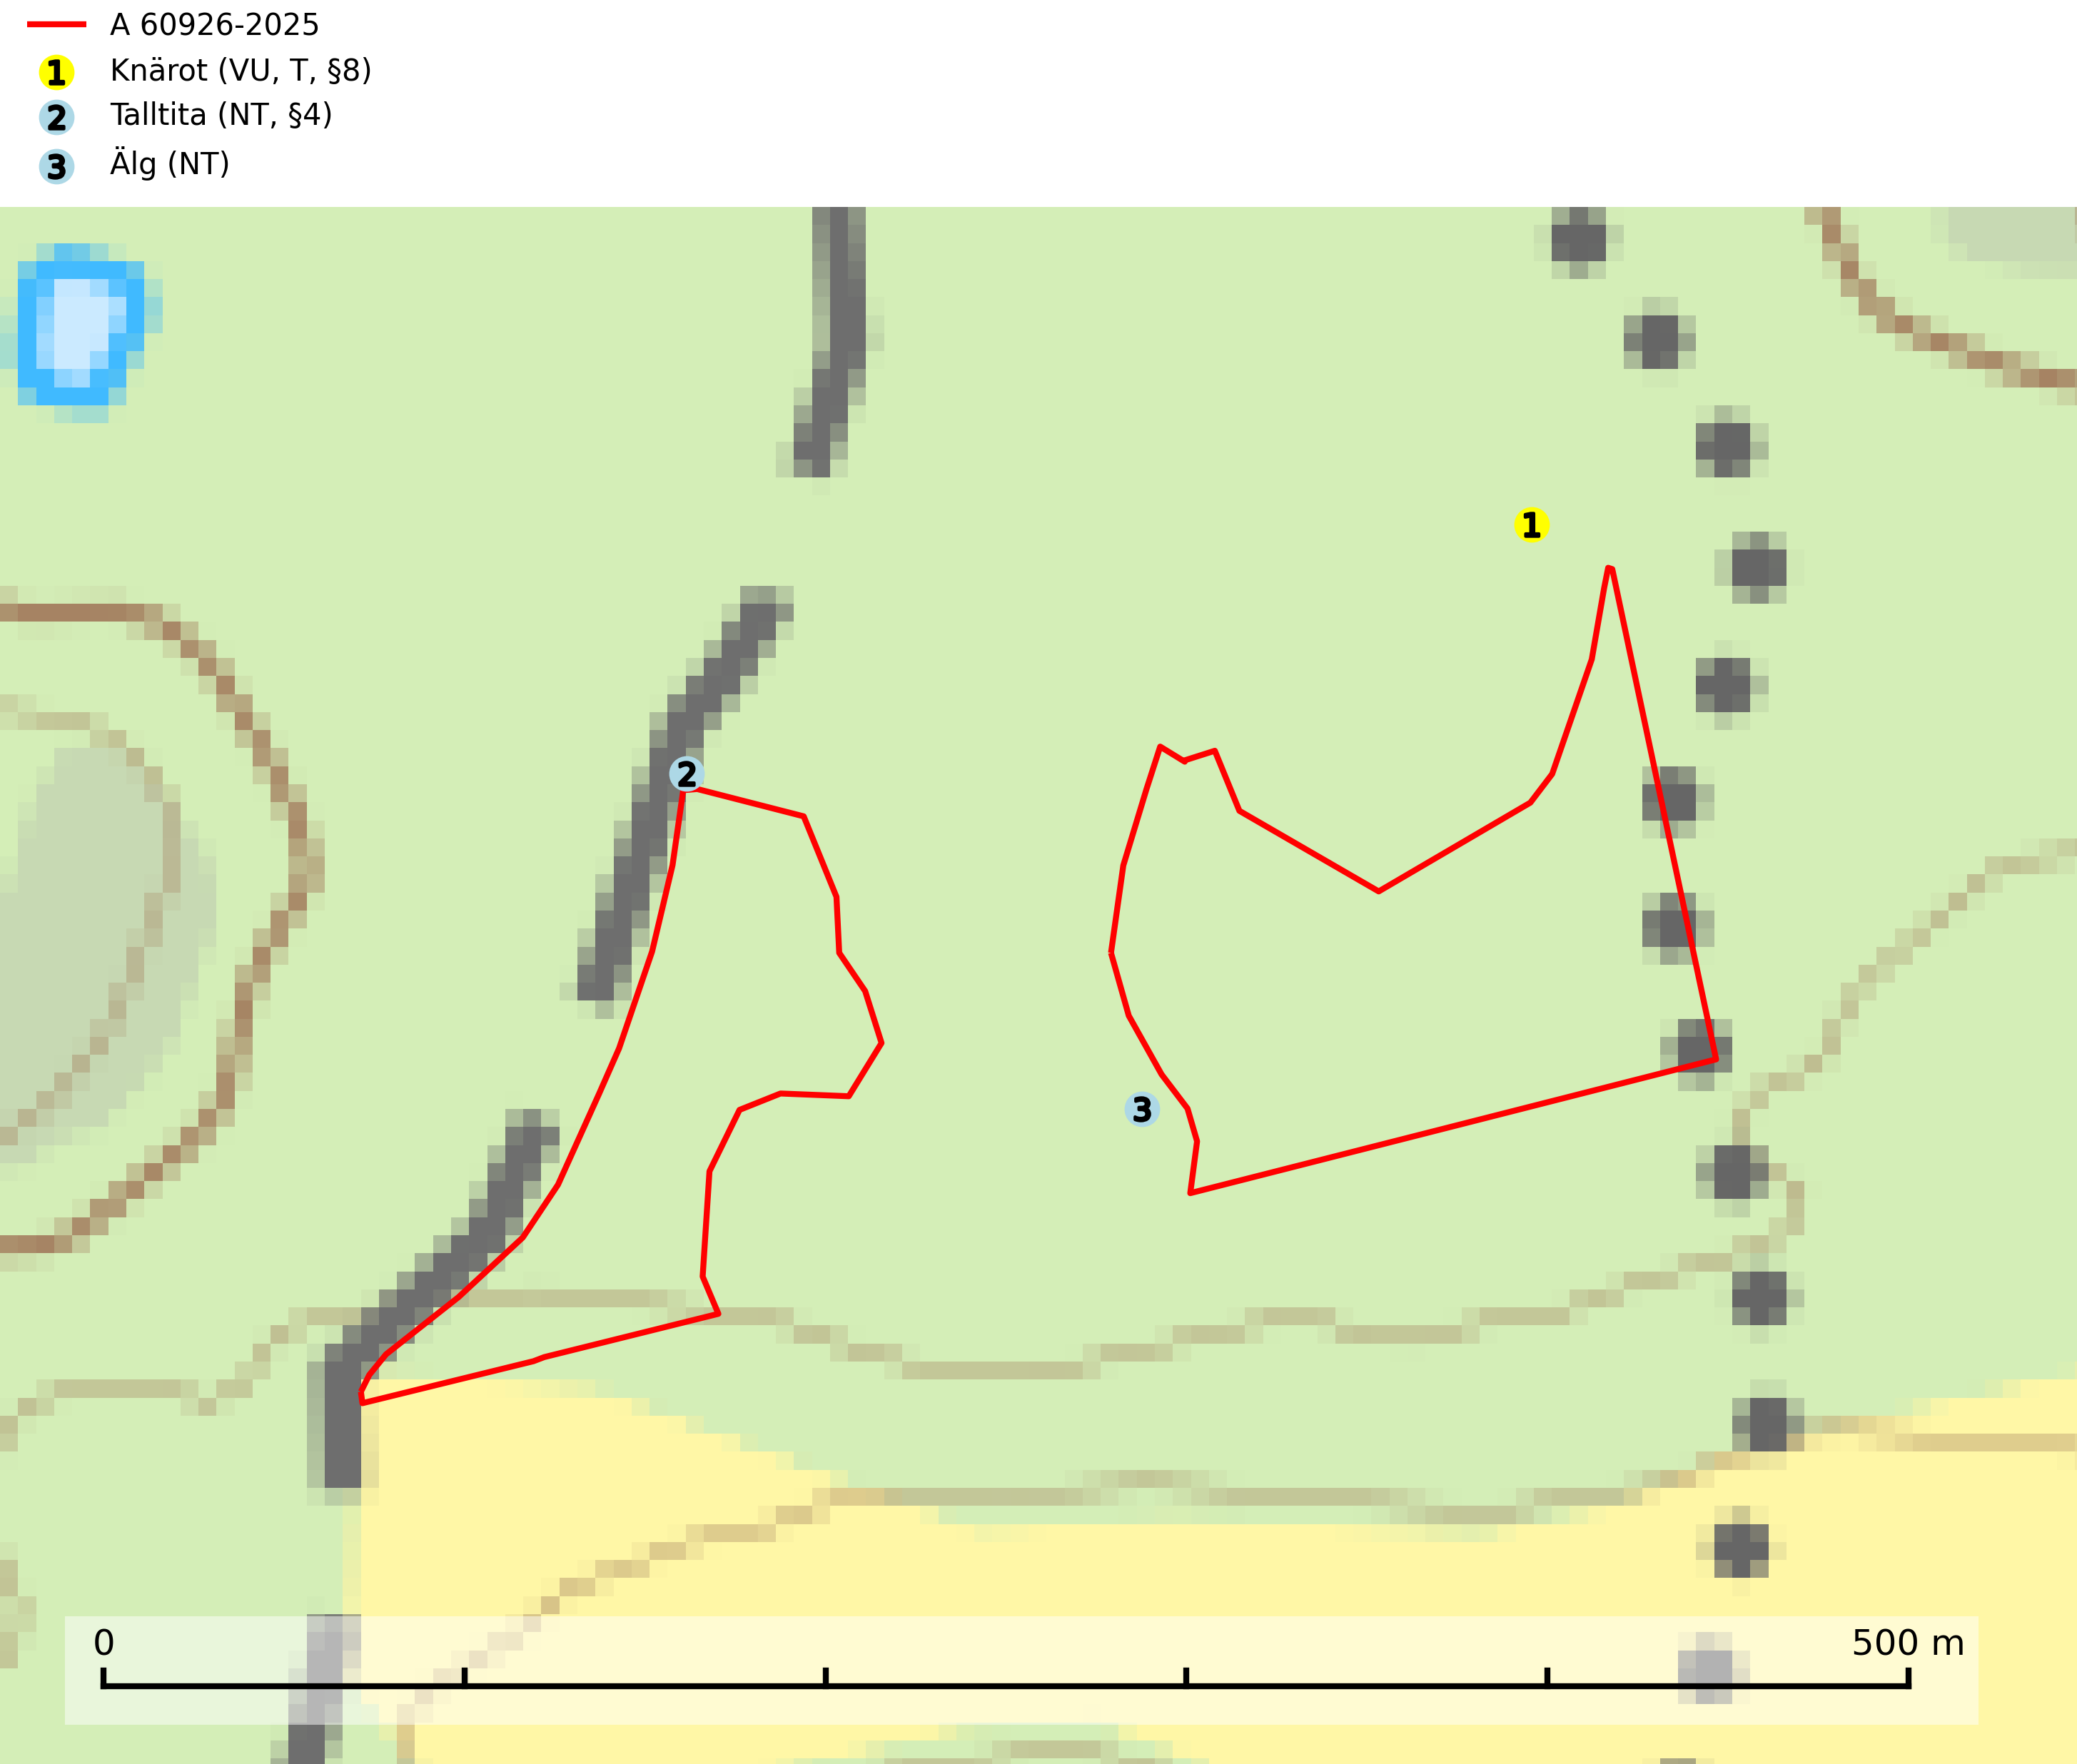 A 60926-2025
1 Knärot (VU, T, §8)
2 Talltita (NT, §4)
3 Älg (NT)
1
2
3
0 500 m